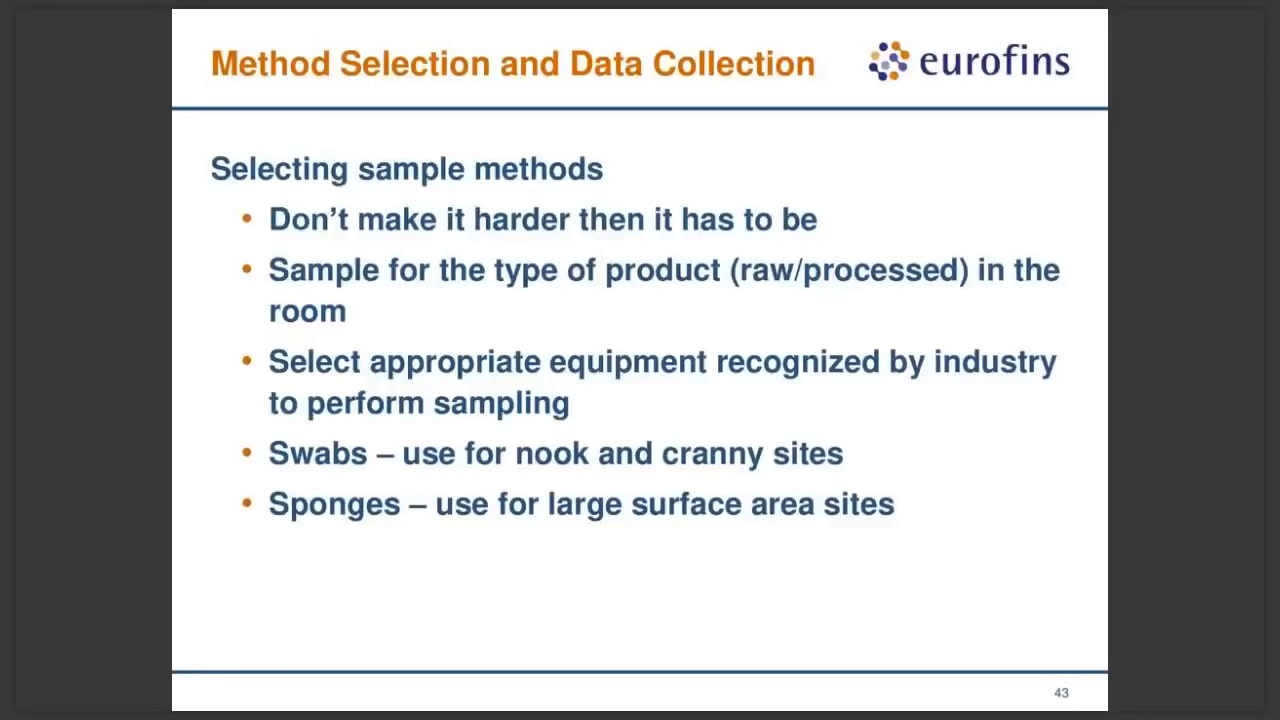 Method Selection and Data Collection
eurofins
Selecting sample methods
• Don’t make it harder then it has to be
• Sample for the type of product (raw/processed) in the
room
• Select appropriate equipment recognized by industry
to perform sampling
• Swabs – use for nook and cranny sites
• Sponges – use for large surface area sites
43